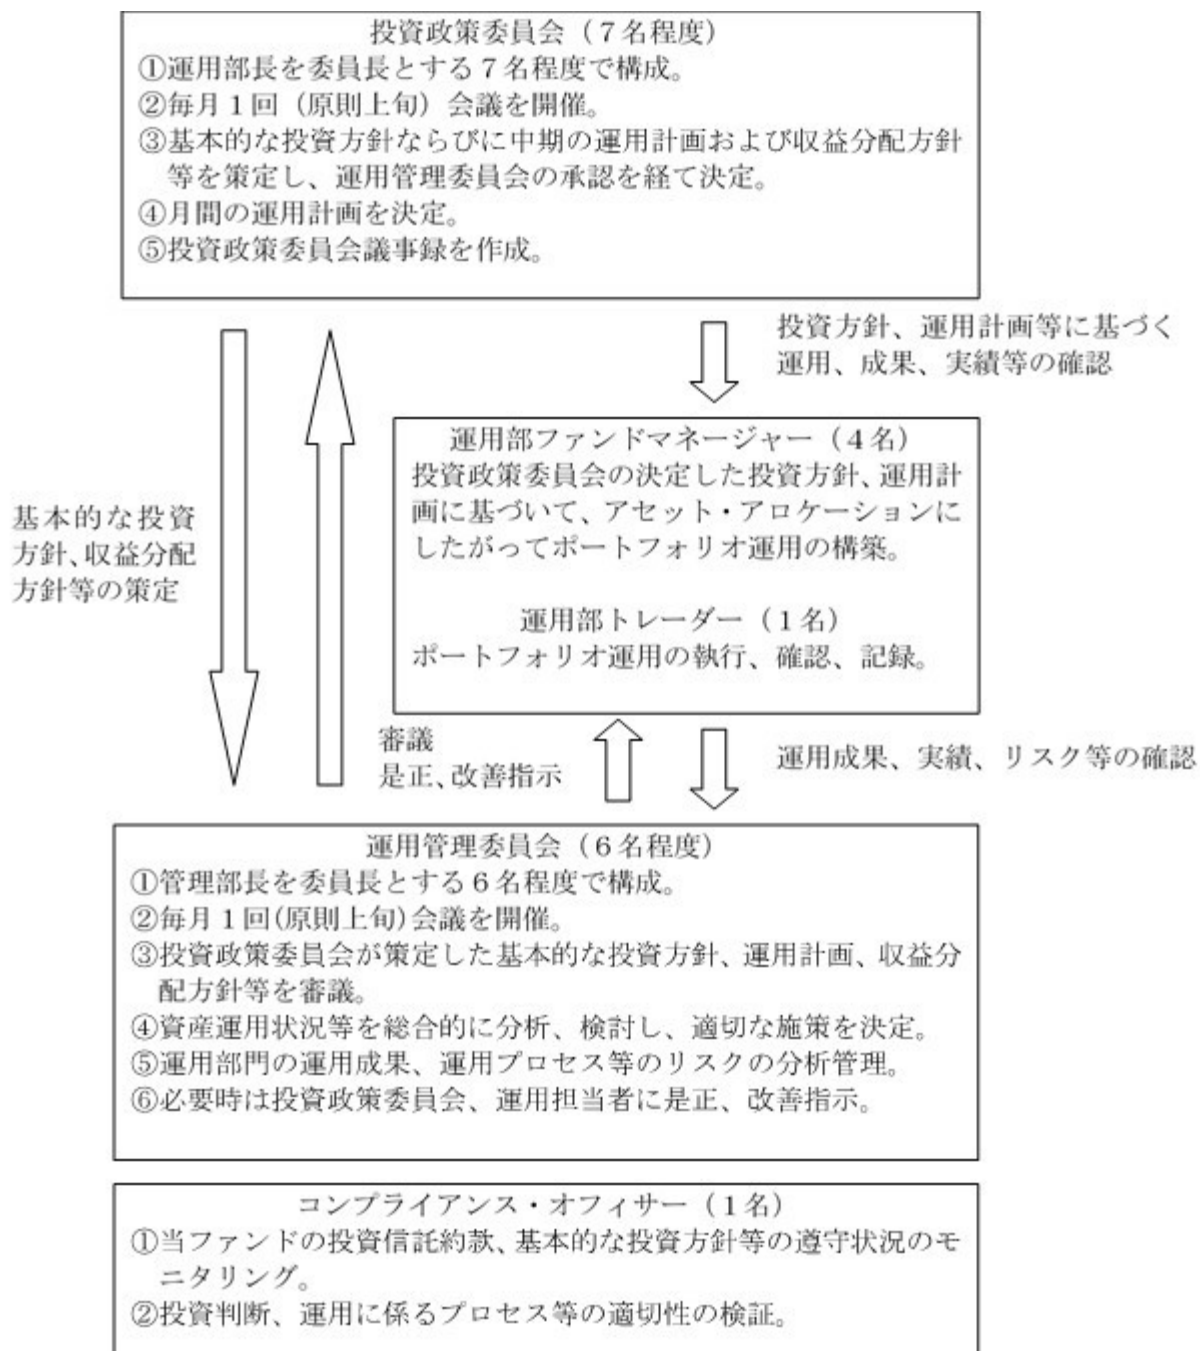 投資政策委員会（７名程度）
①運用部長を委員長とする７名程度で構成。
②毎月１回（原則上旬）会議を開催。
③基本的な投資方針ならびに中期の運用計画および収益分配方針
等を策定し、運用管理委員会の承認を経て決定。
④月間の運用計画を決定。
⑤投資政策委員会議事録を作成。
投資方針、運用計画等に基づく
運用、成果、実績等の確認
運用部ファンドマネージャー（４名）
投資政策委員会の決定した投資方針、運用計
画に基づいて、アセット・アロケーションに
したがってポートフォリオ運用の構築。
運用部トレーダー（１名）
ポートフォリオ運用の執行、確認、記録。
基本的な投資
方針、収益分配
方針等の策定
審議
是正、改善指示
運用成果、実績、リスク等の確認
運用管理委員会（６名程度）
①管理部長を委員長とする６名程度で構成。
②毎月１回(原則上旬)会議を開催。
③投資政策委員会が策定した基本的な投資方針、運用計画、収益分
配方針等を審議。
④資産運用状況等を総合的に分析、検討し、適切な施策を決定。
⑤運用部門の運用成果、運用プロセス等のリスクの分析管理。
⑥必要時は投資政策委員会、運用担当者に是正、改善指示。
コンプライアンス・オフィサー（１名）
①当ファンドの投資信託約款、基本的な投資方針等の遵守状況のモ
ニタリング。
②投資判断、運用に係るプロセス等の適切性の検証。